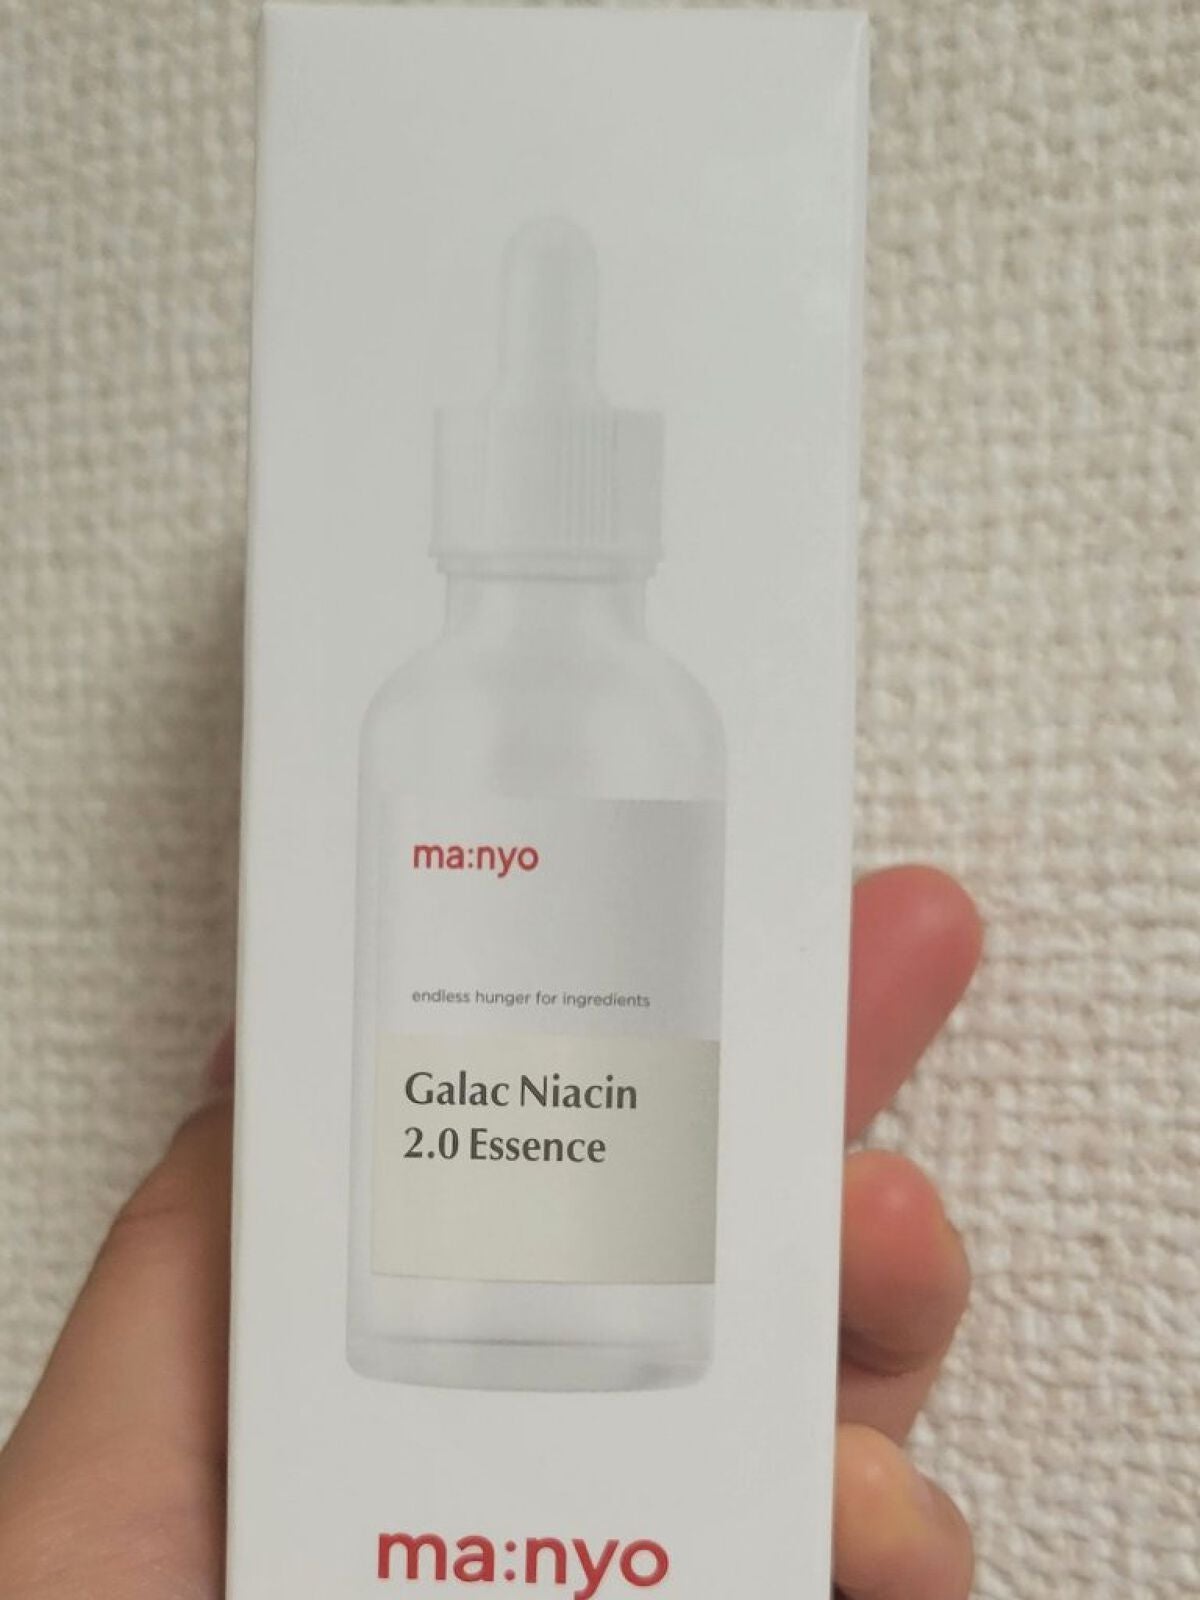 ma:nyo
endless hunger for ingredients
Galac Niacin
2.0 Essence
ma:nyo